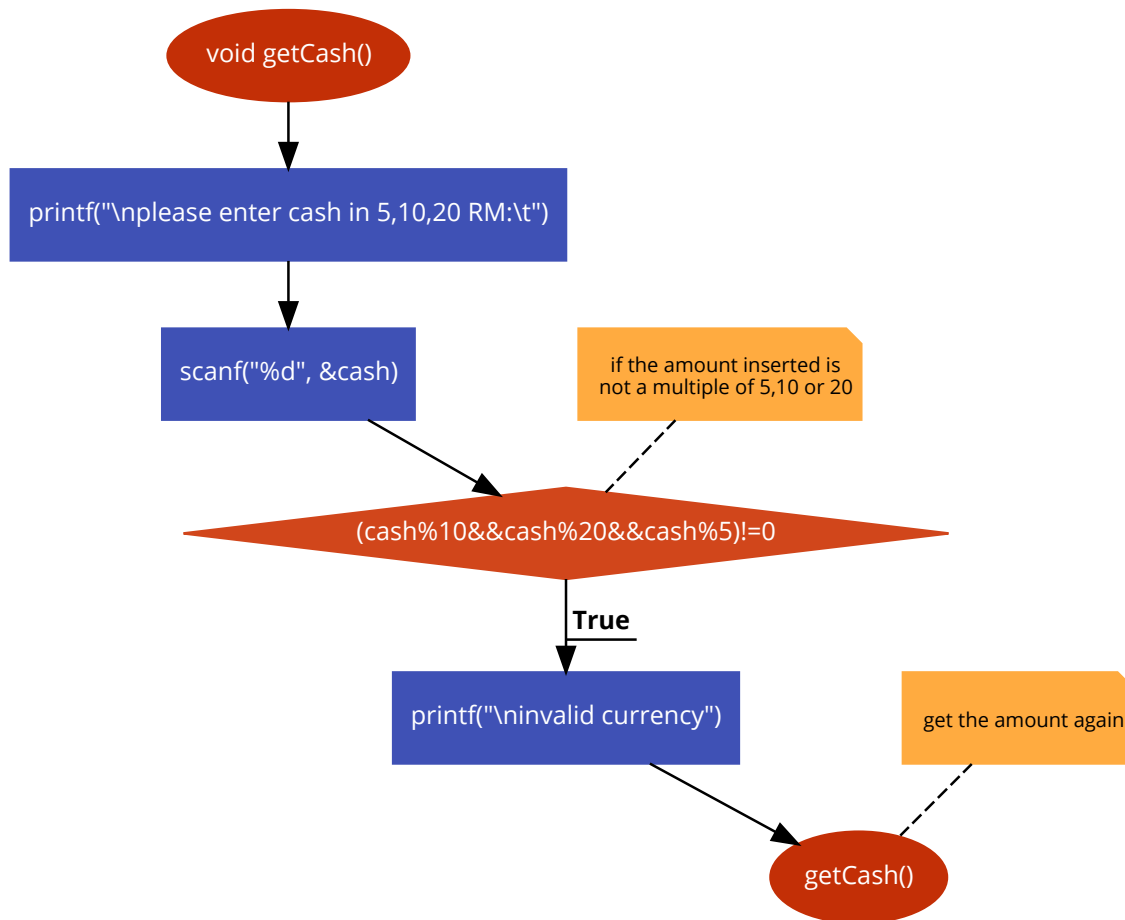 void getCash()
printf("\nplease enter cash in 5,10,20 RM:\t")
scanf("%d", &cash)
if the amount inserted is
not a multiple of 5,10 or 20
(cash%10&&cash%20&&cash%5)!=0
True
printf("\ninvalid currency")
get the amount again
getCash()